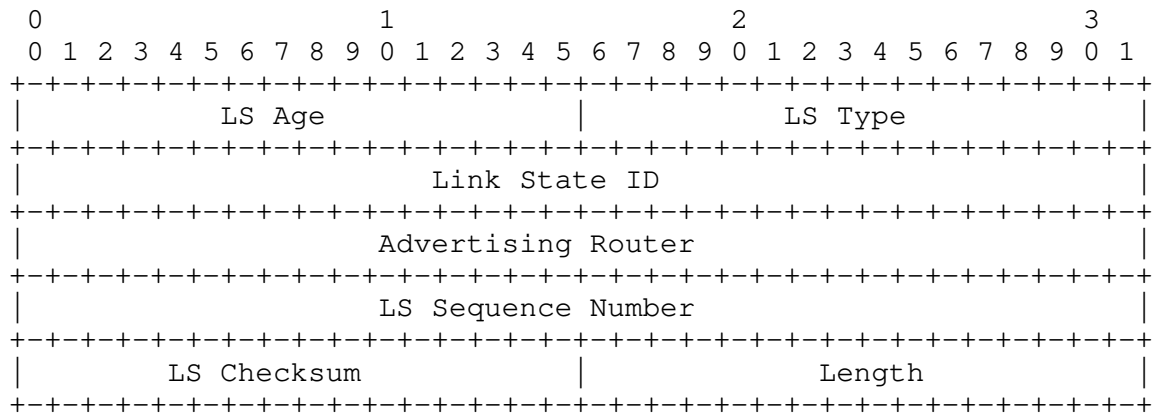 0                   1                   2                   3
0 1 2 3 4 5 6 7 8 9 0 1 2 3 4 5 6 7 8 9 0 1 2 3 4 5 6 7 8 9 0 1
+-+-+-+-+-+-+-+-+-+-+-+-+-+-+-+-+-+-+-+-+-+-+-+-+-+-+-+-+-+-+-+-+
|           LS Age              |           LS Type             |
+-+-+-+-+-+-+-+-+-+-+-+-+-+-+-+-+-+-+-+-+-+-+-+-+-+-+-+-+-+-+-+-+
|                       Link State ID                           |
+-+-+-+-+-+-+-+-+-+-+-+-+-+-+-+-+-+-+-+-+-+-+-+-+-+-+-+-+-+-+-+-+
|                    Advertising Router                         |
+-+-+-+-+-+-+-+-+-+-+-+-+-+-+-+-+-+-+-+-+-+-+-+-+-+-+-+-+-+-+-+-+
|                    LS Sequence Number                         |
+-+-+-+-+-+-+-+-+-+-+-+-+-+-+-+-+-+-+-+-+-+-+-+-+-+-+-+-+-+-+-+-+
|        LS Checksum            |             Length            |
+-+-+-+-+-+-+-+-+-+-+-+-+-+-+-+-+-+-+-+-+-+-+-+-+-+-+-+-+-+-+-+-+